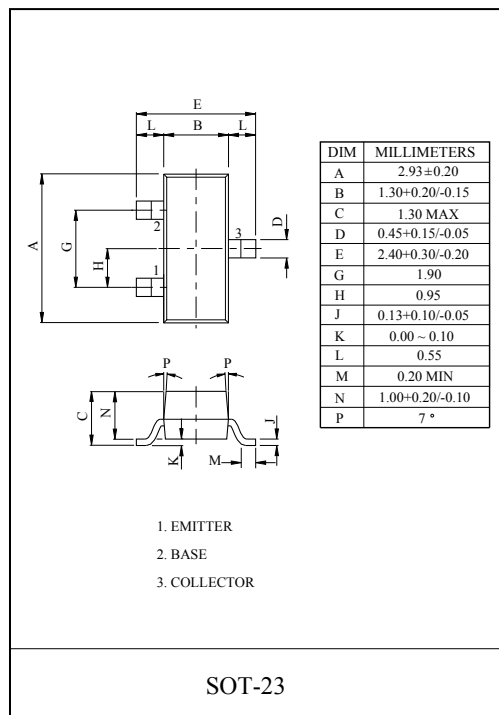 E
L B L
A
G
H
2
1
3
D
P P
C
N
K
M
J
DIM MILLIMETERS
A 2.93±0.20
B 1.30+0.20/-0.15
C 1.30 MAX
D 0.45+0.15/-0.05
E 2.40+0.30/-0.20
G 1.90
H 0.95
J 0.13+0.10/-0.05
K 0.00 ~ 0.10
L 0.55
M 0.20 MIN
N 1.00+0.20/-0.10
P 7 °
1. EMITTER
2. BASE
3. COLLECTOR
SOT-23